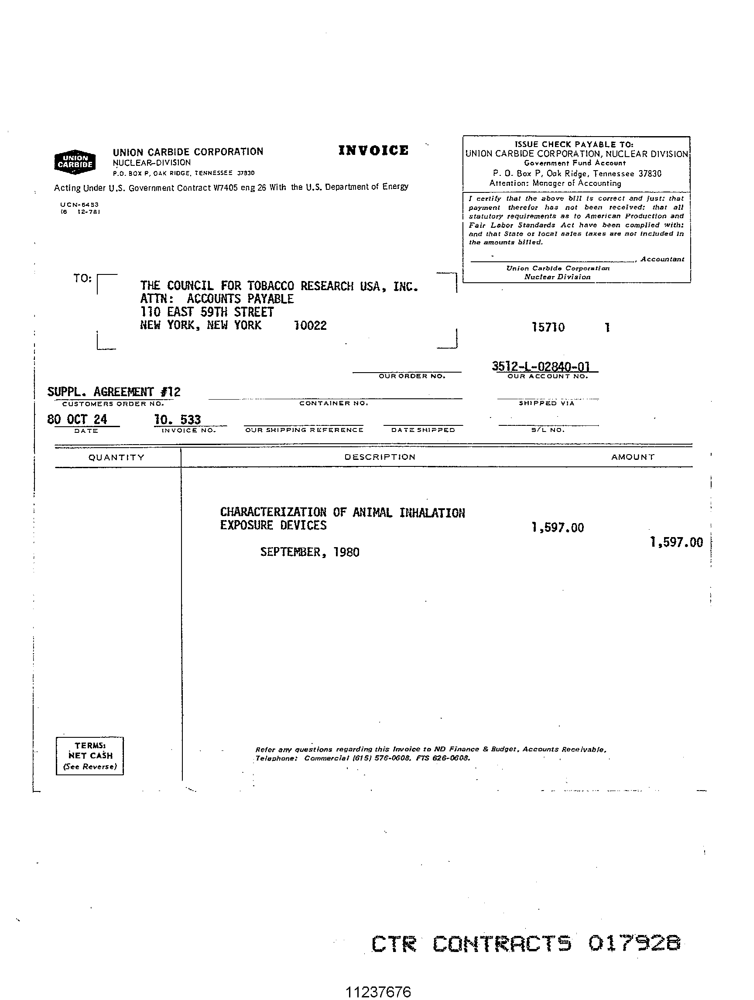 UNION CARBIDE
UNION CARBIDE CORPORATION
NUCLEAR-DIVISION
P.O. BOX P, OAK RIDGE, TENNESSEE 37830
INVOICE
Acting Under U.S. Government Contract W7405 eng 26 With the U.S. Department of Energy
UCN-6453
(6 12-78)
ISSUE CHECK PAYABLE TO:
UNION CARBIDE CORPORATION, NUCLEAR DIVISION
Government Fund Account
P. O. Box P, Oak Ridge, Tennessee 37830
Attention: Manager of Accounting
I certify that the above bill is correct and just; that
payment therefor has not been received; that all
statutory requirements as to American Production and
Fair Labor Standards Act have been complied with;
and that State or local sales taxes are not included in
the amounts billed.
, Accountant
Union Carbide Corporation
Nuclear Division
TO:
THE COUNCIL FOR TOBACCO RESEARCH USA, INC.
ATTN: ACCOUNTS PAYABLE
110 EAST 59TH STREET
NEW YORK, NEW YORK 10022
15710 1
OUR ORDER NO.
3512-L-02840-01
OUR ACCOUNT NO.
SUPPL. AGREEMENT #12
CUSTOMERS ORDER NO.
CONTAINER NO.
SHIPPED VIA
80 OCT 24
10. 533
DATE
INVOICE NO.
OUR SHIPPING REFERENCE
DATE SHIPPED
B/L NO.
QUANTITY
DESCRIPTION
AMOUNT
CHARACTERIZATION OF ANIMAL INHALATION
EXPOSURE DEVICES 1,597.00
1,597.00
SEPTEMBER, 1980
TERMS:
NET CASH
(See Reverse)
Refer any questions regarding this Invoice to ND Finance & Budget, Accounts Receivable,
Telephone: Commercial (615) 576-0608, FTS 626-0608.
CTR CONTRACTS 017928
11237676